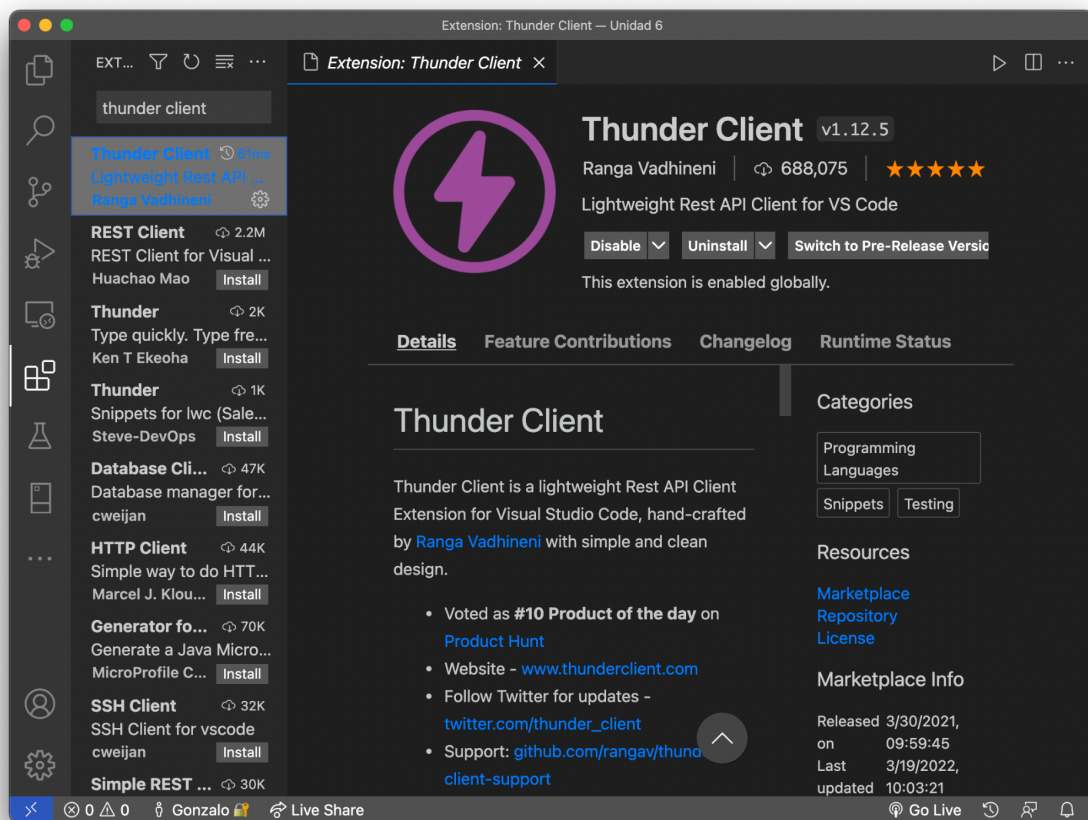 Extension: Thunder Client — Unidad 6
EXT...
thunder client
Thunder Client 61ms
Lightweight Rest API ...
Ranga Vadhineni
REST Client 2.2M
REST Client for Visual ...
Huachao Mao Install
Thunder 2K
Type quickly. Type fre...
Ken T Ekeoha Install
Thunder 1K
Snippets for lwc (Sale...
Steve-DevOps Install
Database Cli... 47K
Database manager for...
cweijan Install
HTTP Client 44K
Simple way to do HTT...
Marcel J. Klou... Install
Generator fo... 70K
Generate a Java Micro...
MicroProfile C... Install
SSH Client 32K
SSH Client for vscode
cweijan Install
Simple REST ... 30K
Extension: Thunder Client
Thunder Client v1.12.5
Ranga Vadhineni 688,075
Lightweight Rest API Client for VS Code
Disable Uninstall Switch to Pre-Release Versic
This extension is enabled globally.
Details Feature Contributions Changelog Runtime Status
Thunder Client
Thunder Client is a lightweight Rest API Client
Extension for Visual Studio Code, hand-crafted
by Ranga Vadhineni with simple and clean
design.
• Voted as #10 Product of the day on
Product Hunt
• Website - www.thunderclient.com
• Follow Twitter for updates -
twitter.com/thunder_client
• Support: github.com/rangav/thund
client-support
Categories
Programming
Languages
Snippets Testing
Resources
Marketplace
Repository
License
Marketplace Info
Released 3/30/2021,
on 09:59:45
Last 3/19/2022,
updated 10:03:21
0 0 Gonzalo 🔐 Live Share Go Live